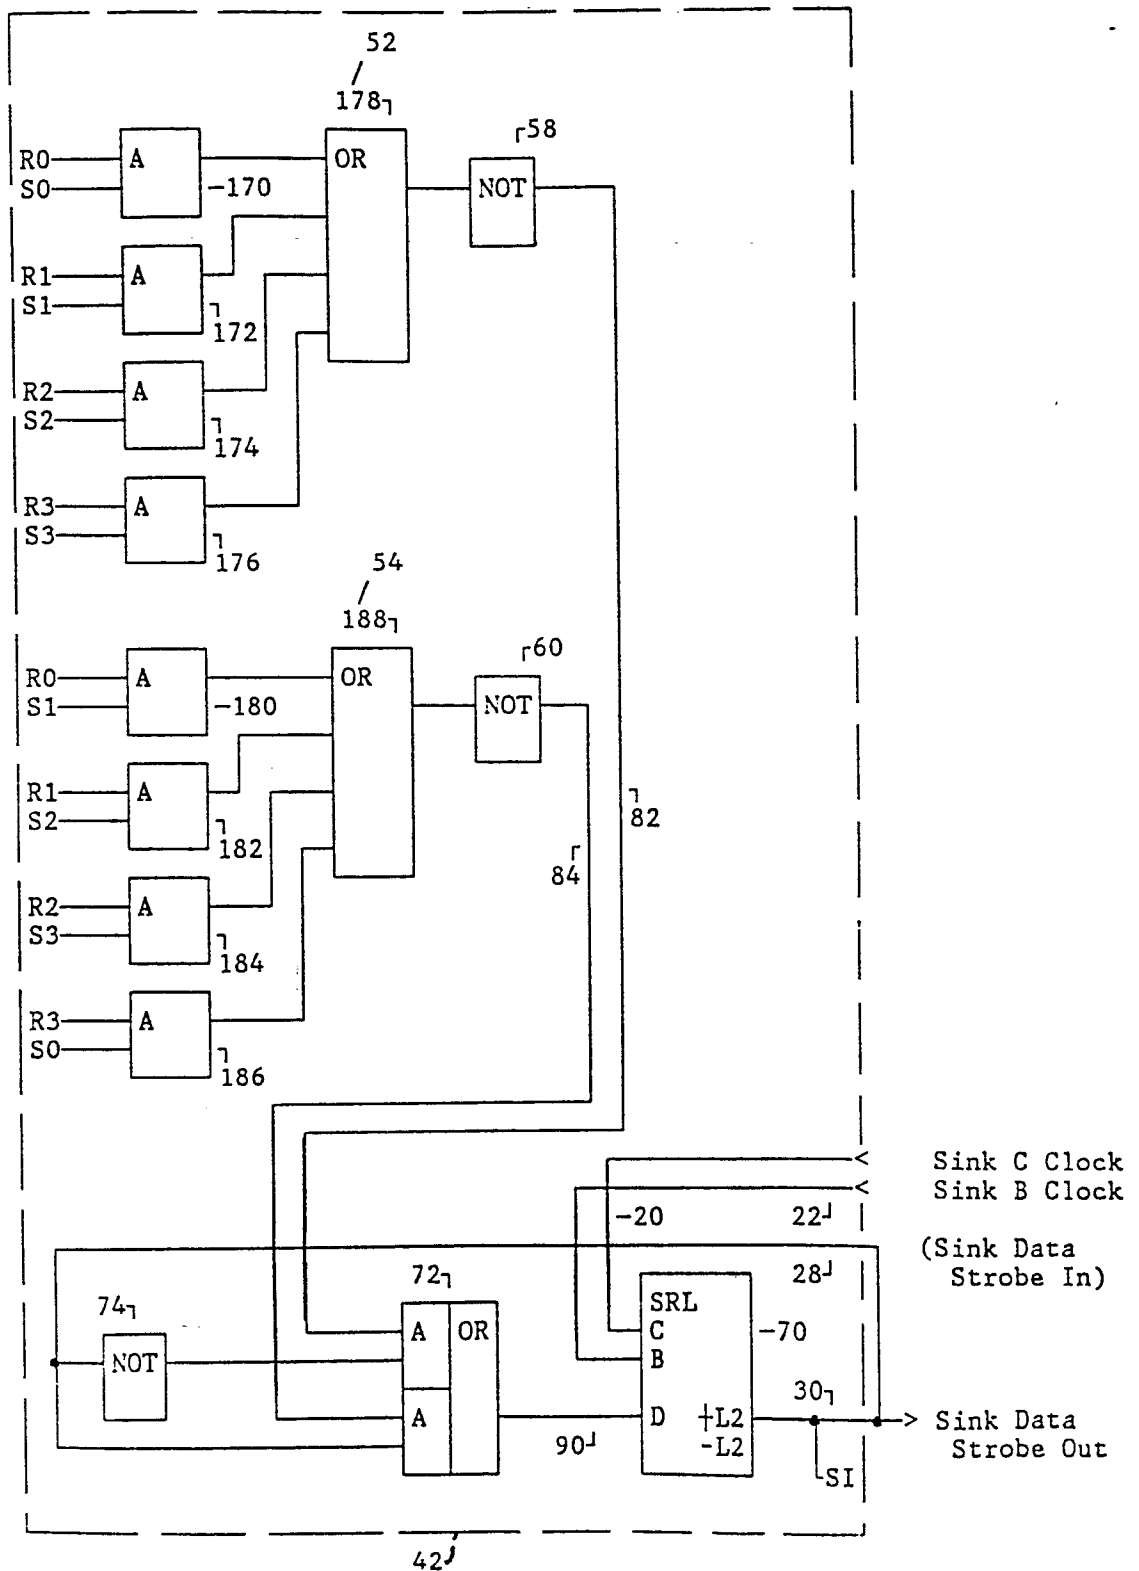 52
178
58
R0 A OR NOT
S0 -170
R1 A
S1 172
R2 A
S2 174
R3 A
S3 176
54
188
60
R0 A OR NOT
S1 -180
R1 A
S2 182
82
84
R2 A
S3 184
R3 A
S0 186
Sink C Clock
Sink B Clock
-20 22
(Sink Data
Strobe In)
28
72
74
SRL
A OR C -70
NOT B
30
A D +L2 Sink Data
90 -L2 Strobe Out
SI
42